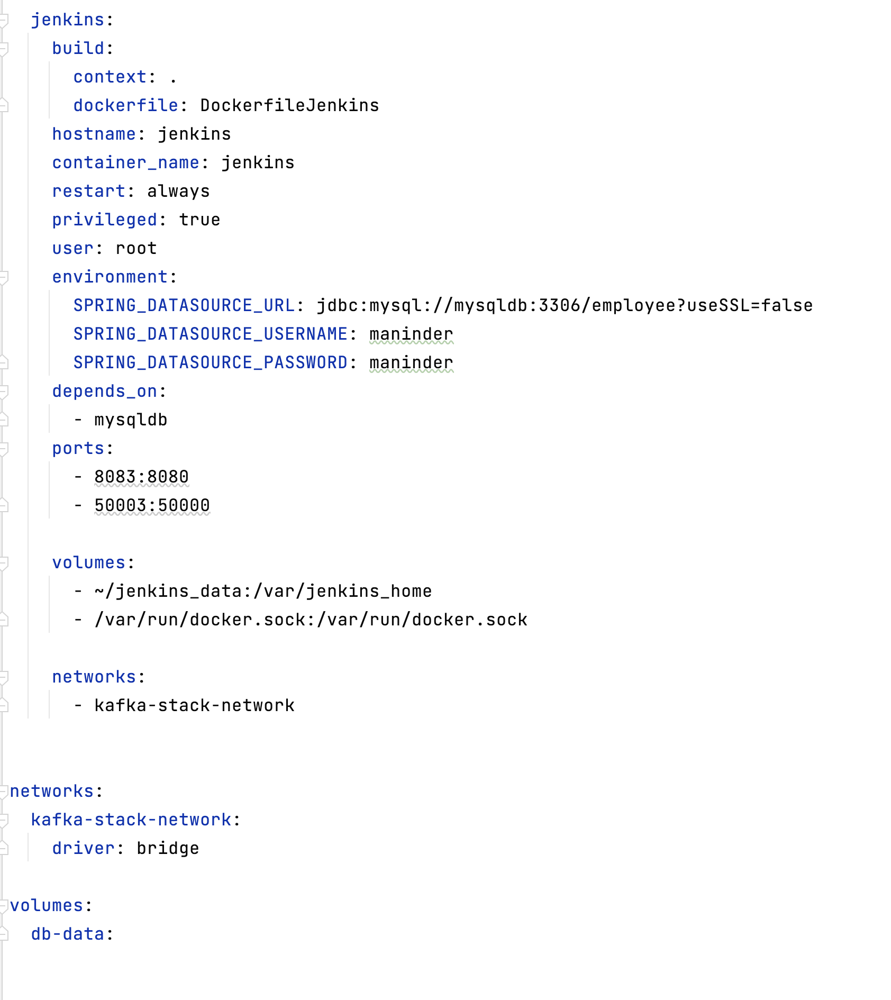 jenkins:
build:
context: .
dockerfile: DockerfileJenkins
hostname: jenkins
container_name: jenkins
restart: always
privileged: true
user: root
environment:
SPRING_DATASOURCE_URL: jdbc:mysql://mysqldb:3306/employee?useSSL=false
SPRING_DATASOURCE_USERNAME: maninder
SPRING_DATASOURCE_PASSWORD: maninder
depends_on:
- mysqldb
ports:
- 8083:8080
- 50003:50000
volumes:
- ~/jenkins_data:/var/jenkins_home
- /var/run/docker.sock:/var/run/docker.sock
networks:
- kafka-stack-network
networks:
kafka-stack-network:
driver: bridge
volumes:
db-data: